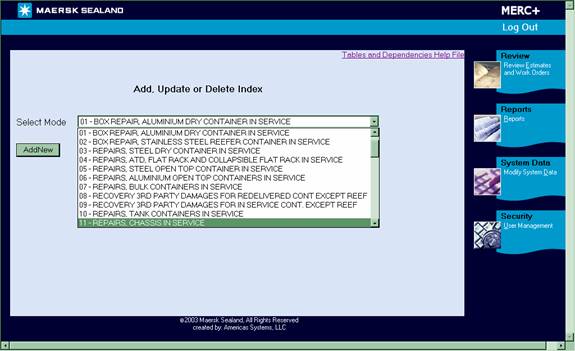 MAERSK SEALAND
MERC+
Log Out
Tables and Dependencies Help File
Add, Update or Delete Index
Select Mode
01 - BOX REPAIR, ALUMINIUM DRY CONTAINER IN SERVICE
01 - BOX REPAIR, ALUMINIUM DRY CONTAINER IN SERVICE
02 - BOX REPAIR, STAINLESS STEEL REEFER CONTAINER IN SERVICE
03 - REPAIRS, STEEL DRY CONTAINER IN SERVICE
04 - REPAIRS, ATD, FLAT RACK AND COLLAPSIBLE FLAT RACK IN SERVICE
05 - REPAIRS, STEEL OPEN TOP CONTAINER IN SERVICE
06 - REPAIRS, ALUMINIUM OPEN TOP CONTAINERS IN SERVICE
07 - REPAIRS, BULK CONTAINERS IN SERVICE
08 - RECOVERY 3RD PARTY DAMAGES FOR REDELIVERED CONT EXCEPT REEF
09 - RECOVERY 3RD PARTY DAMAGES FOR IN SERVICE CONT. EXCEPT REEF
10 - REPAIRS, TANK CONTAINERS IN SERVICE
11 - REPAIRS, CHASSIS IN SERVICE
AddNew
Review
Review Estimates
and Work Orders
Reports
Reports
System Data
Modify System Data
Security
User Management
©2003 Maersk Sealand, All Rights Reserved
created by: Americas Systems, LLC